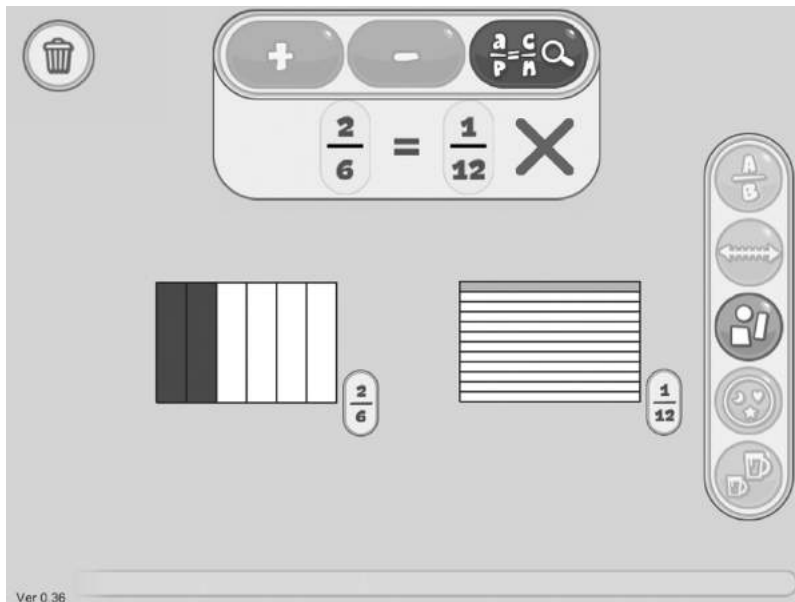 + - a/p = c/n
2/6 = 1/12 ×
A/B
2/6
1/12
Ver 0.36